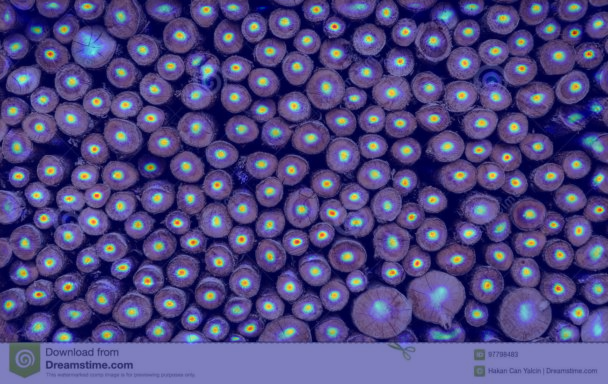 Download from
Dreamstime.com
This watermarked comp image is for previewing purposes only.
ID 97798483
Hakan Can Yalcin | Dreamstime.com